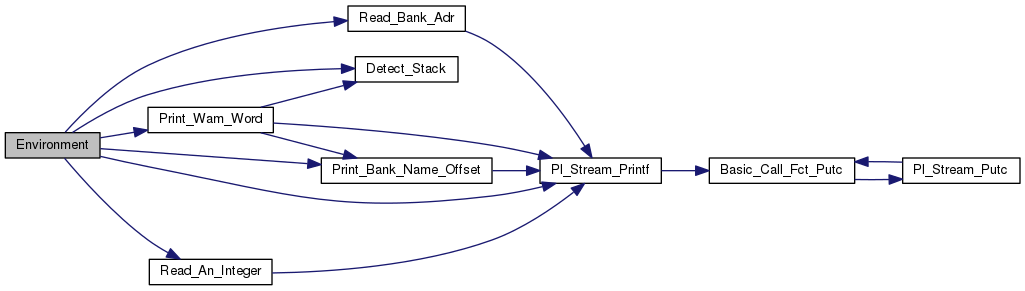 Read_Bank_Adr
Detect_Stack
Print_Wam_Word
Environment
Print_Bank_Name_Offset
Pl_Stream_Printf
Basic_Call_Fct_Putc
Pl_Stream_Putc
Read_An_Integer